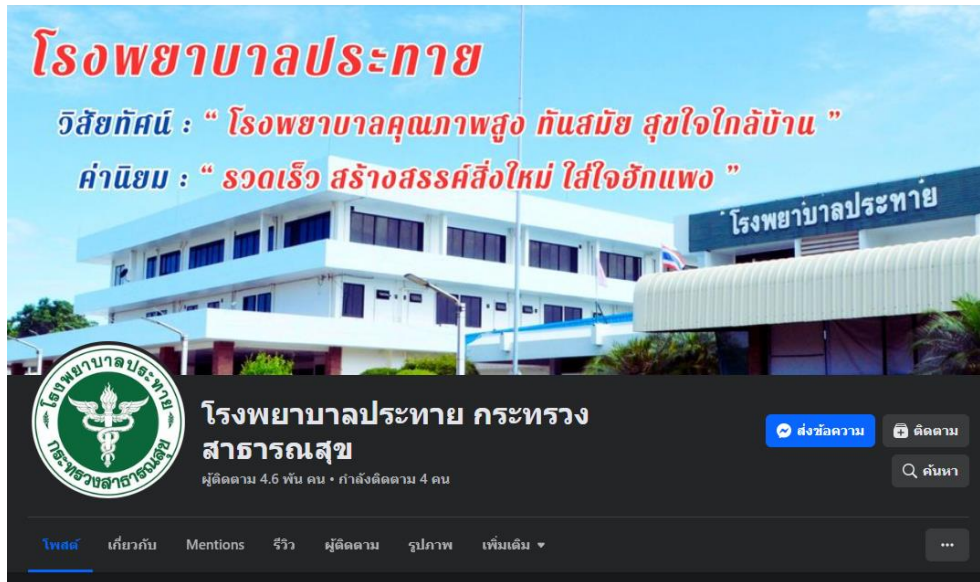 โรงพยาบาลประทาย
วิสัยทัศน์ : “ โรงพยาบาลคุณภาพสูง ทันสมัย สุขใจใกล้บ้าน ”
ค่านิยม : “ รวดเร็ว สร้างสรรค์สิ่งใหม่ ใส่ใจฮักแพง ”
โรงพยาบาลประทาย
โรงพยาบาลประทาย
กระทรวงสาธารณสุข
โรงพยาบาลประทาย กระทรวง
สาธารณสุข
ผู้ติดตาม 4.6 พัน คน • กำลังติดตาม 4 คน
ส่งข้อความ
ติดตาม
ค้นหา
โพสต์ เกี่ยวกับ Mentions รีวิว ผู้ติดตาม รูปภาพ เพิ่มเติม